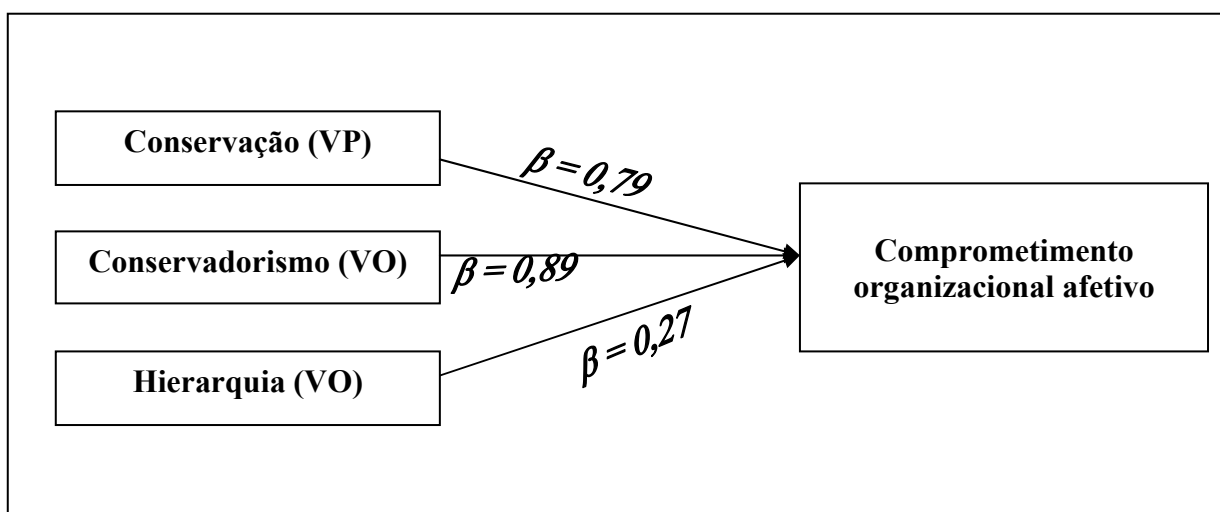 Conservação (VP)
β = 0,79
Conservadorismo (VO)
β = 0,89
Hierarquia (VO)
β = 0,27
Comprometimento
organizacional afetivo